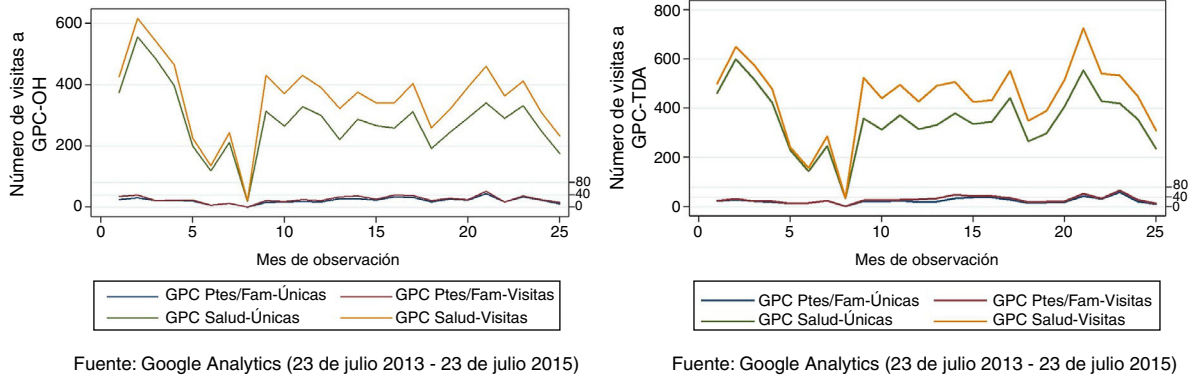 Número de visitas a
GPC-OH
600
400
200
0
80
40
0
0
5
10
15
20
25
Mes de observación
GPC Ptes/Fam-Únicas
GPC Ptes/Fam-Visitas
GPC Salud-Únicas
GPC Salud-Visitas
Fuente: Google Analytics (23 de julio 2013 - 23 de julio 2015)
Número de visitas a
GPC-TDA
800
600
400
200
0
80
40
0
0
5
10
15
20
25
Mes de observación
GPC Ptes/Fam-Únicas
GPC Ptes/Fam-Visitas
GPC Salud-Únicas
GPC Salud-Visitas
Fuente: Google Analytics (23 de julio 2013 - 23 de julio 2015)